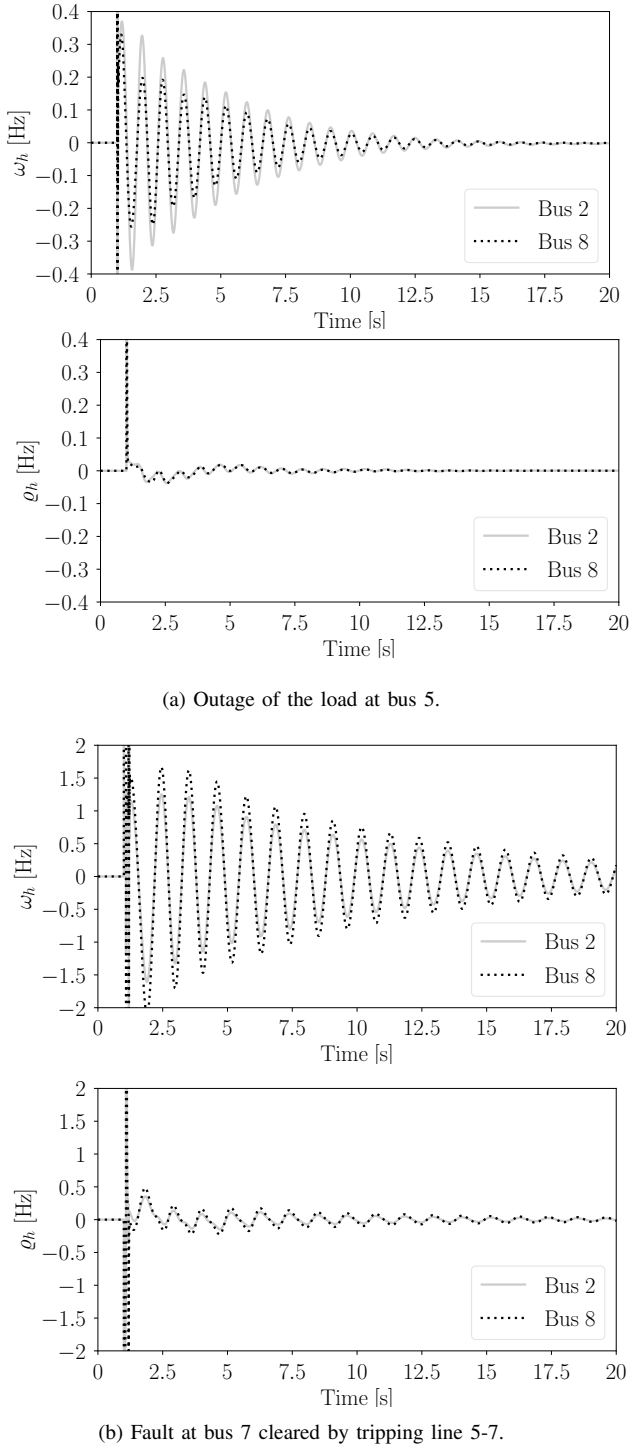 0.4
0.3
0.2
0.1
0
−0.1
−0.2
−0.3
−0.4
ωh [Hz]
Bus 2
Bus 8
0 2.5 5 7.5 10 12.5 15 17.5 20
Time [s]
0.4
0.3
0.2
0.1
0
−0.1
−0.2
−0.3
−0.4
ϱh [Hz]
Bus 2
Bus 8
0 2.5 5 7.5 10 12.5 15 17.5 20
Time [s]
(a) Outage of the load at bus 5.
2
1.5
1
0.5
0
−0.5
−1
−1.5
−2
ωh [Hz]
Bus 2
Bus 8
0 2.5 5 7.5 10 12.5 15 17.5 20
Time [s]
2
1.5
1
0.5
0
−0.5
−1
−1.5
−2
ϱh [Hz]
Bus 2
Bus 8
0 2.5 5 7.5 10 12.5 15 17.5 20
Time [s]
(b) Fault at bus 7 cleared by tripping line 5-7.